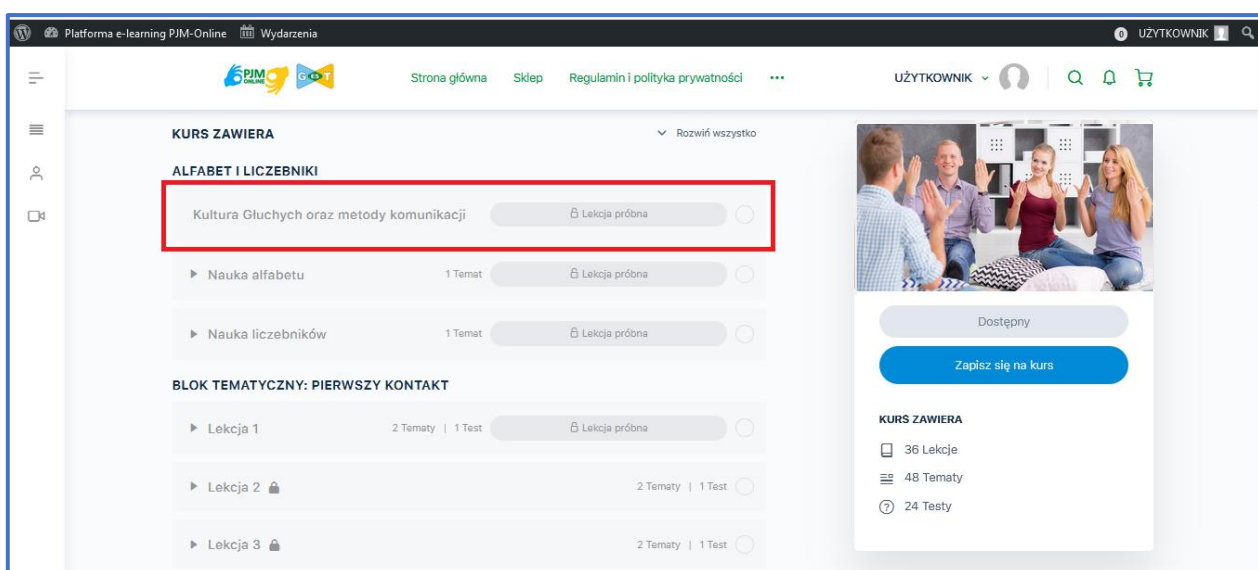 Platforma e-learning PJM-Online Wydarzenia 0 UŻYTKOWNIK
PJM ONLINE G E S T Strona główna Sklep Regulamin i polityka prywatności ••• UŻYTKOWNIK
KURS ZAWIERA Rozwiń wszystko
ALFABET I LICZEBNIKI
Kultura Głuchych oraz metody komunikacji Lekcja próbna
Nauka alfabetu 1 Temat Lekcja próbna
Nauka liczebników 1 Temat Lekcja próbna
BLOK TEMATYCZNY: PIERWSZY KONTAKT
Lekcja 1 2 Tematy | 1 Test Lekcja próbna
Lekcja 2 2 Tematy | 1 Test
Lekcja 3 2 Tematy | 1 Test
Dostępny
Zapisz się na kurs
KURS ZAWIERA
36 Lekcje
48 Tematy
24 Testy